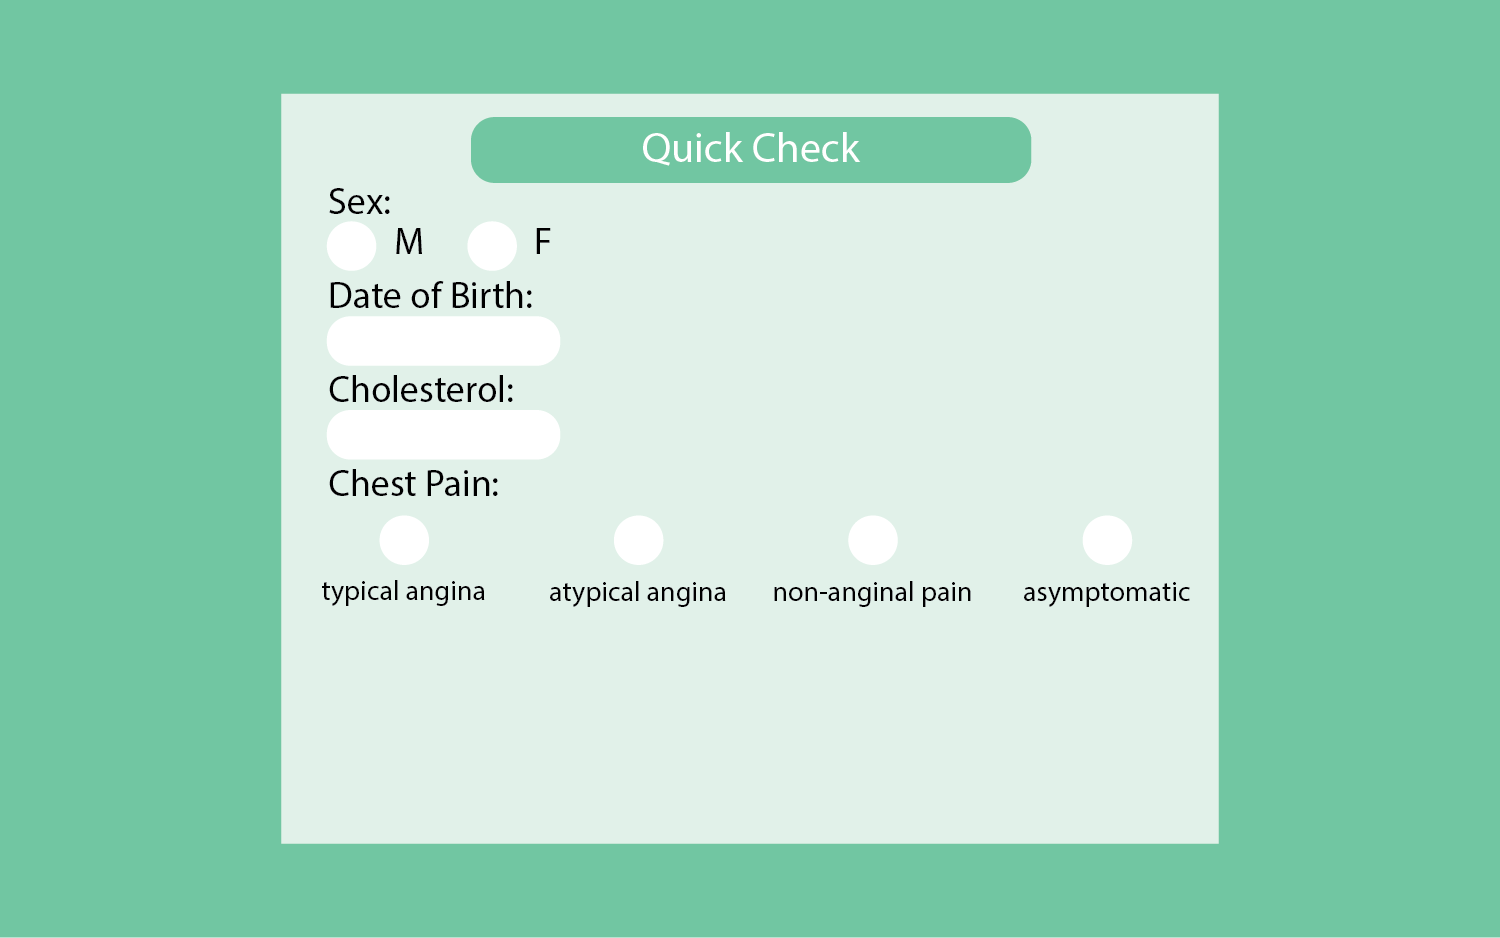 Quick Check
Sex:
M F
Date of Birth:
Cholesterol:
Chest Pain:
typical angina atypical angina non-anginal pain asymptomatic